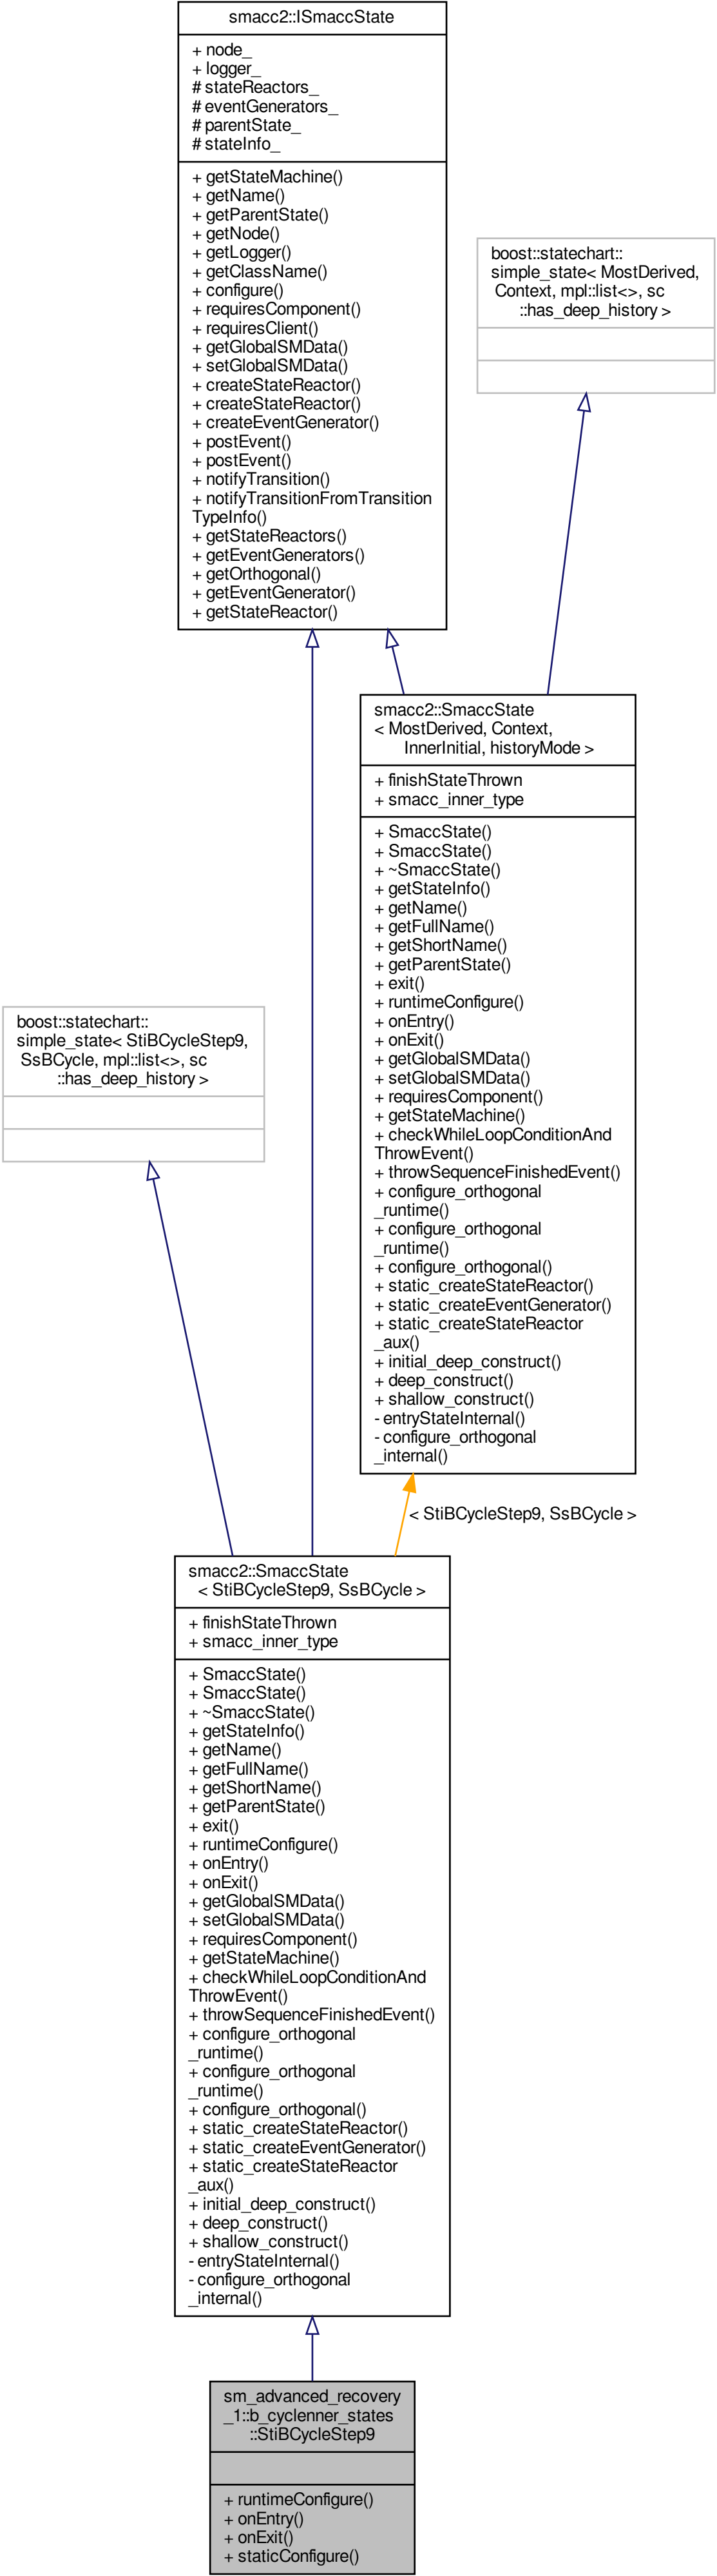 smacc2::ISmaccState
+ node_
+ logger_
# stateReactors_
# eventGenerators_
# parentState_
# stateInfo_
+ getStateMachine()
+ getName()
+ getParentState()
+ getNode()
+ getLogger()
+ getClassName()
+ configure()
+ requiresComponent()
+ requiresClient()
+ getGlobalSMData()
+ setGlobalSMData()
+ createStateReactor()
+ createStateReactor()
+ createEventGenerator()
+ postEvent()
+ postEvent()
+ notifyTransition()
+ notifyTransitionFromTransition
TypeInfo()
+ getStateReactors()
+ getEventGenerators()
+ getOrthogonal()
+ getEventGenerator()
+ getStateReactor()
boost::statechart::
simple_state< MostDerived,
Context, mpl::list<>, sc
::has_deep_history >
smacc2::SmaccState
< MostDerived, Context,
InnerInitial, historyMode >
+ finishStateThrown
+ smacc_inner_type
+ SmaccState()
+ SmaccState()
+ ~SmaccState()
+ getStateInfo()
+ getName()
+ getFullName()
+ getShortName()
+ getParentState()
+ exit()
+ runtimeConfigure()
+ onEntry()
+ onExit()
+ getGlobalSMData()
+ setGlobalSMData()
+ requiresComponent()
+ getStateMachine()
+ checkWhileLoopConditionAnd
ThrowEvent()
+ throwSequenceFinishedEvent()
+ configure_orthogonal
_runtime()
+ configure_orthogonal
_runtime()
+ configure_orthogonal()
+ static_createStateReactor()
+ static_createEventGenerator()
+ static_createStateReactor
_aux()
+ initial_deep_construct()
+ deep_construct()
+ shallow_construct()
- entryStateInternal()
- configure_orthogonal
_internal()
boost::statechart::
simple_state< StiBCycleStep9,
SsBCycle, mpl::list<>, sc
::has_deep_history >
< StiBCycleStep9, SsBCycle >
smacc2::SmaccState
< StiBCycleStep9, SsBCycle >
+ finishStateThrown
+ smacc_inner_type
+ SmaccState()
+ SmaccState()
+ ~SmaccState()
+ getStateInfo()
+ getName()
+ getFullName()
+ getShortName()
+ getParentState()
+ exit()
+ runtimeConfigure()
+ onEntry()
+ onExit()
+ getGlobalSMData()
+ setGlobalSMData()
+ requiresComponent()
+ getStateMachine()
+ checkWhileLoopConditionAnd
ThrowEvent()
+ throwSequenceFinishedEvent()
+ configure_orthogonal
_runtime()
+ configure_orthogonal
_runtime()
+ configure_orthogonal()
+ static_createStateReactor()
+ static_createEventGenerator()
+ static_createStateReactor
_aux()
+ initial_deep_construct()
+ deep_construct()
+ shallow_construct()
- entryStateInternal()
- configure_orthogonal
_internal()
sm_advanced_recovery
_1::b_cyclenner_states
::StiBCycleStep9
+ runtimeConfigure()
+ onEntry()
+ onExit()
+ staticConfigure()